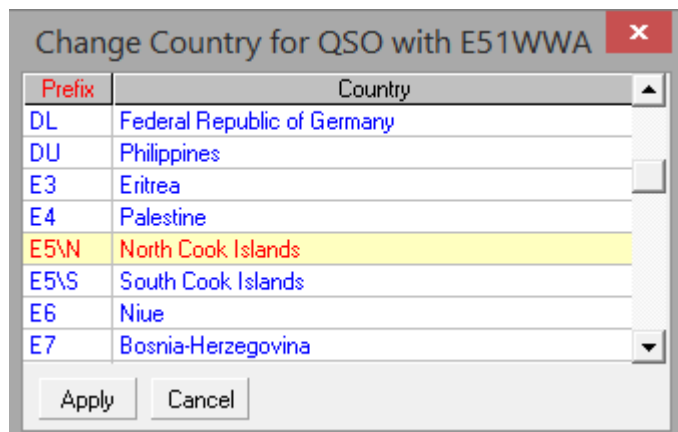 Change Country for QSO with E51WWA
Prefix Country
DL Federal Republic of Germany
DU Philippines
E3 Eritrea
E4 Palestine
E5\N North Cook Islands
E5\S South Cook Islands
E6 Niue
E7 Bosnia-Herzegovina
Apply Cancel